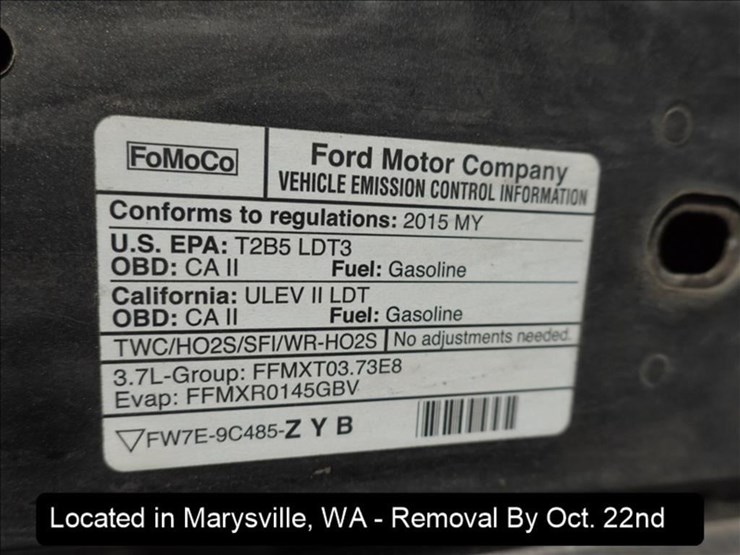 FoMoCo
Ford Motor Company
VEHICLE EMISSION CONTROL INFORMATION
Conforms to regulations: 2015 MY
U.S. EPA: T2B5 LDT3
OBD: CA II Fuel: Gasoline
California: ULEV II LDT
OBD: CA II Fuel: Gasoline
TWC/HO2S/SFI/WR-HO2S No adjustments needed.
3.7L-Group: FFMXT03.73E8
Evap: FFMXR0145GBV
FW7E-9C485-Z Y B
Located in Marysville, WA - Removal By Oct. 22nd